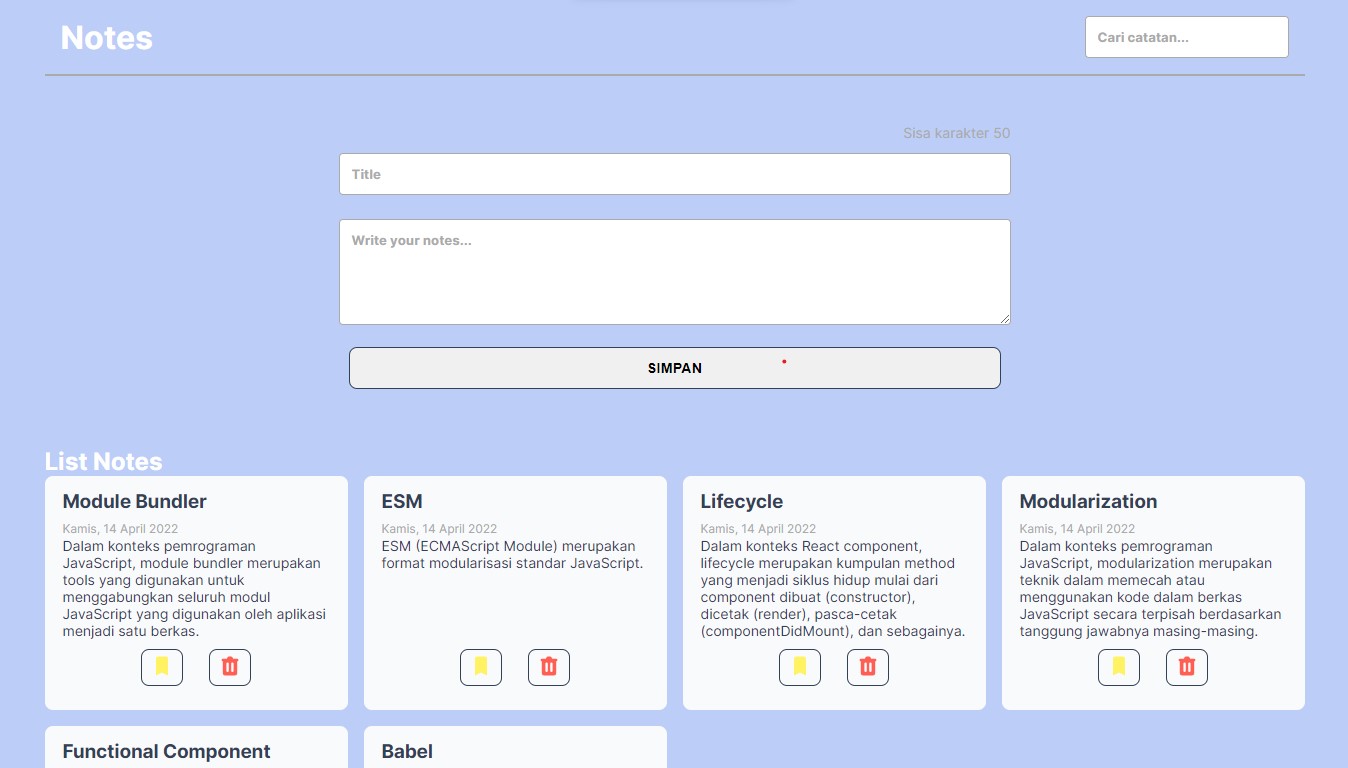 Notes
Cari catatan...
Sisa karakter 50
Title
Write your notes...
SIMPAN
List Notes
Module Bundler
Kamis, 14 April 2022
Dalam konteks pemrograman
JavaScript, module bundler merupakan
tools yang digunakan untuk
menggabungkan seluruh modul
JavaScript yang digunakan oleh aplikasi
menjadi satu berkas.
ESM
Kamis, 14 April 2022
ESM (ECMAScript Module) merupakan
format modularisasi standar JavaScript.
Lifecycle
Kamis, 14 April 2022
Dalam konteks React component,
lifecycle merupakan kumpulan method
yang menjadi siklus hidup mulai dari
component dibuat (constructor),
dicetak (render), pasca-cetak
(componentDidMount), dan sebagainya.
Modularization
Kamis, 14 April 2022
Dalam konteks pemrograman
JavaScript, modularization merupakan
teknik dalam memecah atau
menggunakan kode dalam berkas
JavaScript secara terpisah berdasarkan
tanggung jawabnya masing-masing.
Functional Component
Babel